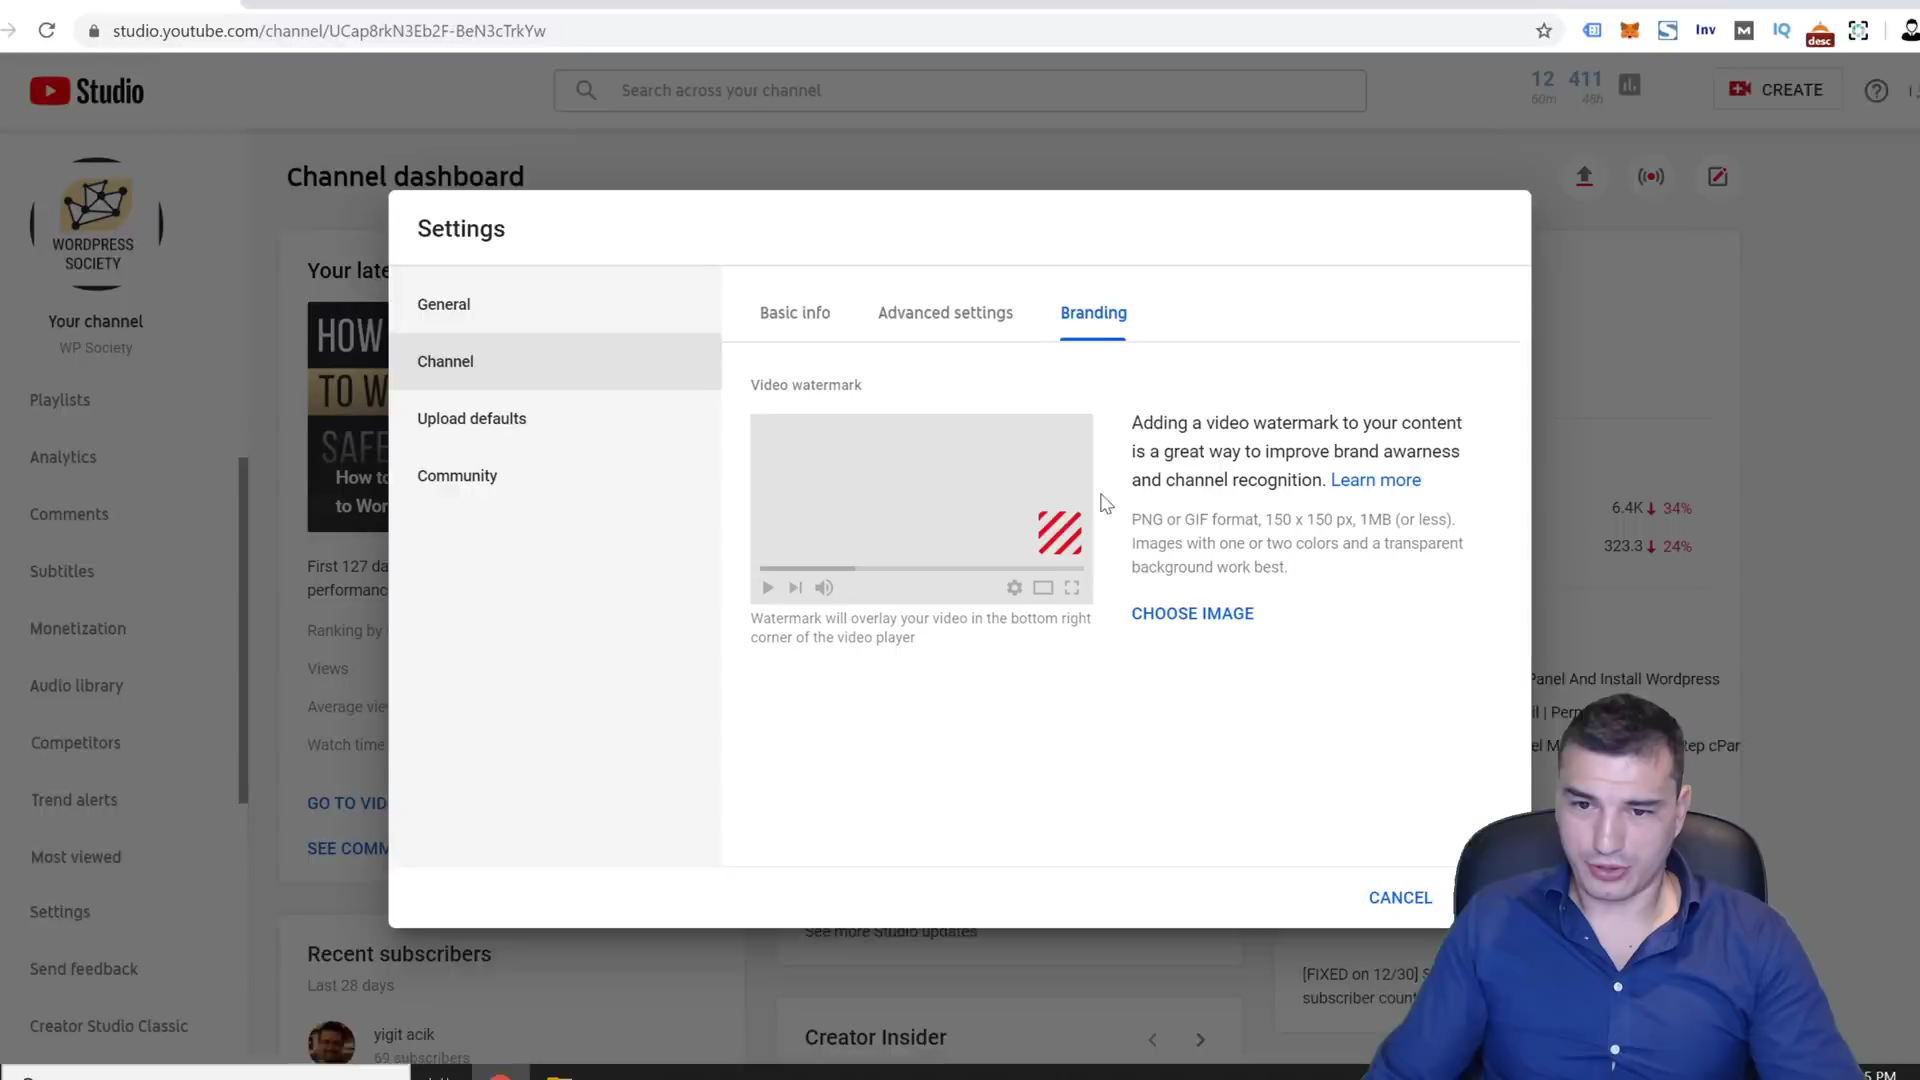 studio.youtube.com/channel/UCap8rkN3Eb2F-BeN3cTrkYw
Inv
IQ
desc
Studio
Search across your channel
12 411
60m 48h
CREATE
WORDPRESS
SOCIETY
Your channel
WP Society
Playlists
Analytics
Comments
Subtitles
Monetization
Audio library
Competitors
Trend alerts
Most viewed
Settings
Send feedback
Creator Studio Classic
Channel dashboard
Your late
HOW
TO W
SAFE
How to
to Wor
First 127 da
performanc
Ranking by
Views
Average vie
Watch time
GO TO VID
SEE COMM
Recent subscribers
Last 28 days
yigit acik
69 subscribers
Settings
General
Channel
Upload defaults
Community
Basic info
Advanced settings
Branding
Video watermark
Watermark will overlay your video in the bottom right
corner of the video player
Adding a video watermark to your content
is a great way to improve brand awarness
and channel recognition. Learn more
PNG or GIF format, 150 x 150 px, 1MB (or less).
Images with one or two colors and a transparent
background work best.
CHOOSE IMAGE
CANCEL
6.4K 34%
323.3 24%
Panel And Install Wordpress
il | Perm
el M
tep cPar
See more Studio updates
Creator Insider
[FIXED on 12/30] S
subscriber count
5 PM